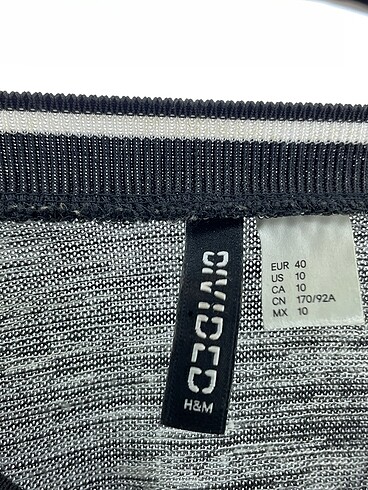 DIVIDED
H&M
EUR 40
US 10
CA 10
CN 170/92A
MX 10